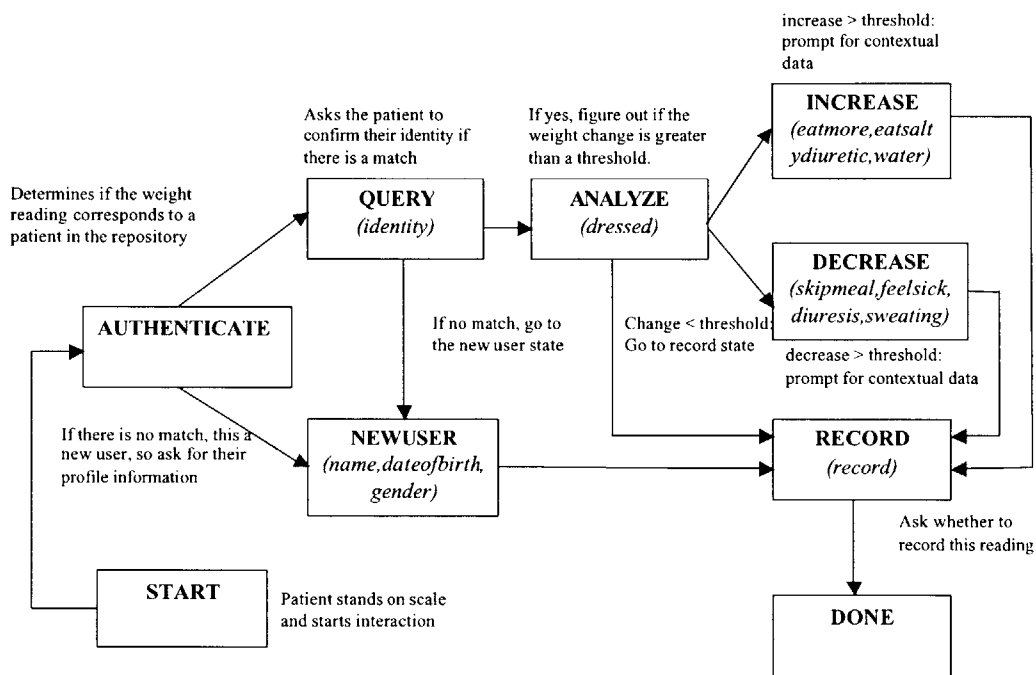 increase > threshold:
prompt for contextual
data
INCREASE
(eatmore,eatsalt
ydiuretic,water)
Asks the patient to
confirm their identity if
there is a match
If yes, figure out if the
weight change is greater
than a threshold.
Determines if the weight
reading corresponds to a
patient in the repository
QUERY
(identity)
ANALYZE
(dressed)
DECREASE
(skipmeal,feelsick,
diuresis,sweating)
AUTHENTICATE
If no match, go to
the new user state
Change < threshold:
Go to record state
decrease > threshold:
prompt for contextual data
If there is no match, this a
new user, so ask for their
profile information
NEWUSER
(name,dateofbirth,
gender)
RECORD
(record)
Ask whether to
record this reading
START
Patient stands on scale
and starts interaction
DONE